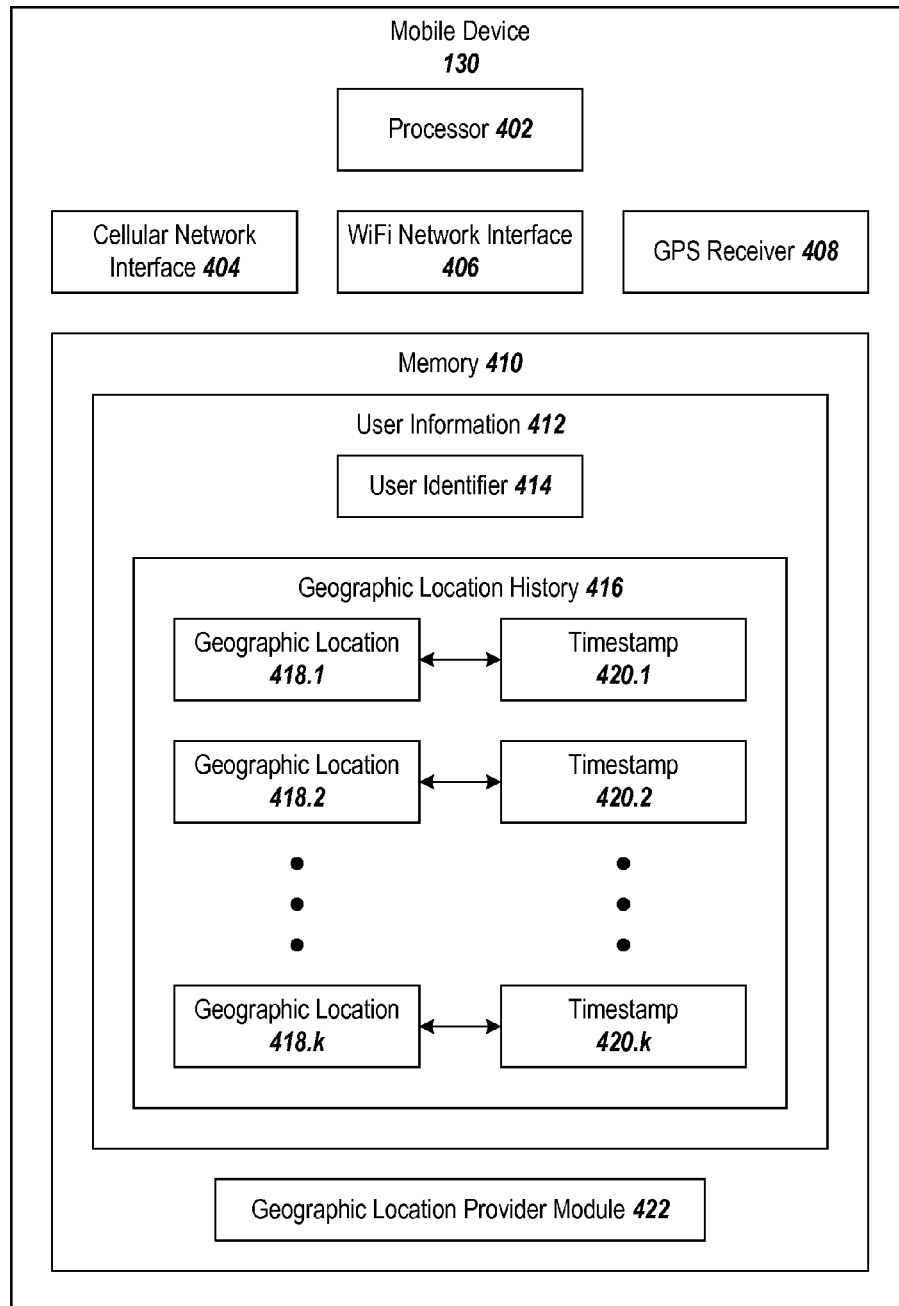 Mobile Device
130
Processor 402
Cellular Network
Interface 404
WiFi Network Interface
406
GPS Receiver 408
Memory 410
User Information 412
User Identifier 414
Geographic Location History 416
Geographic Location
418.1
Timestamp
420.1
Geographic Location
418.2
Timestamp
420.2
Geographic Location
418.k
Timestamp
420.k
Geographic Location Provider Module 422